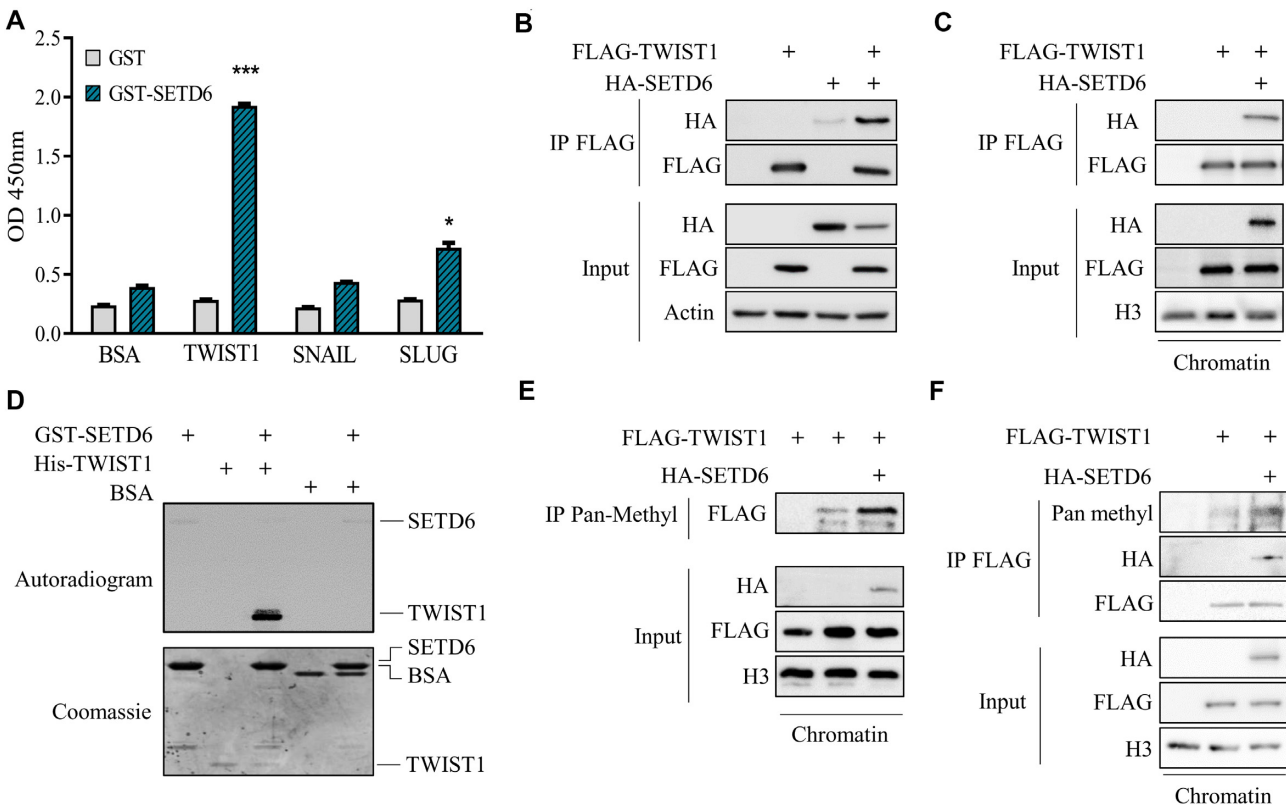 A
2.5
2.0
1.5
1.0
0.5
0.0
OD 450nm
GST
GST-SETD6
***
*
BSA TWIST1 SNAIL SLUG
B
FLAG-TWIST1 + +
HA-SETD6 + +
IP FLAG
HA
FLAG
Input
HA
FLAG
Actin
C
FLAG-TWIST1 + +
HA-SETD6 +
IP FLAG
HA
FLAG
Input
HA
FLAG
H3
Chromatin
D
GST-SETD6 + + +
His-TWIST1 + +
BSA + +
Autoradiogram
SETD6
TWIST1
Coomassie
SETD6
BSA
TWIST1
E
FLAG-TWIST1 + + +
HA-SETD6 +
IP Pan-Methyl
FLAG
Input
HA
FLAG
H3
Chromatin
F
FLAG-TWIST1 + +
HA-SETD6 +
IP FLAG
Pan methyl
HA
FLAG
Input
HA
FLAG
H3
Chromatin